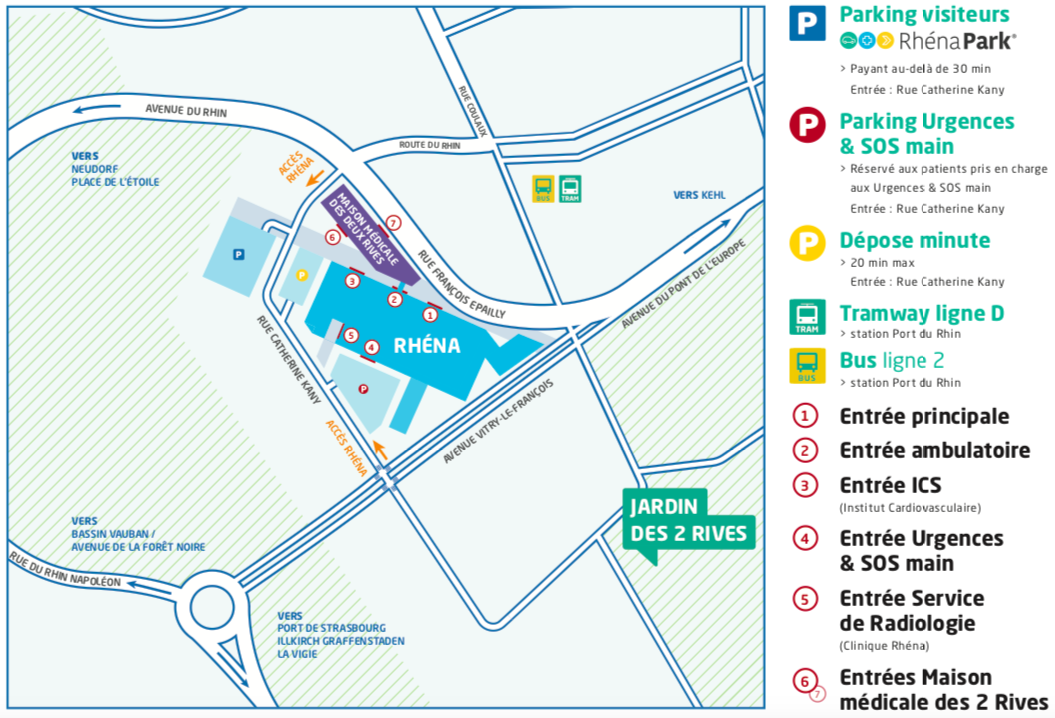 AVENUE DU RHIN
RUE COULAUX
ROUTE DU RHIN
ACCÈS
RHÉNA
VERS
NEUDORF
PLACE DE L'ÉTOILE
BUS
TRAM
VERS KEHL
MAISON MÉDICALE
DES DEUX RIVES
7
6
P
P
3
2
1
RUE FRANÇOIS EPAILLY
AVENUE DU PONT DE L'EUROPE
5
4
RHÉNA
RUE CATHERINE KANY
P
ACCÈS RHÉNA
AVENUE VITRY-LE-FRANÇOIS
JARDIN
DES 2 RIVES
VERS
BASSIN VAUBAN /
AVENUE DE LA FORÊT NOIRE
RUE DU RHIN NAPOLÉON
VERS
PORT DE STRASBOURG
ILLKIRCH GRAFFENSTADEN
LA VIGIE
P
Parking visiteurs
RhénaPark®
> Payant au-delà de 30 min
Entrée : Rue Catherine Kany
P
Parking Urgences
& SOS main
> Réservé aux patients pris en charge
aux Urgences & SOS main
Entrée : Rue Catherine Kany
P
Dépose minute
> 20 min max
Entrée : Rue Catherine Kany
TRAM
Tramway ligne D
> station Port du Rhin
BUS
Bus ligne 2
> station Port du Rhin
1 Entrée principale
2 Entrée ambulatoire
3 Entrée ICS
(Institut Cardiovasculaire)
4 Entrée Urgences
& SOS main
5 Entrée Service
de Radiologie
(Clinique Rhéna)
6 7 Entrées Maison
médicale des 2 Rives